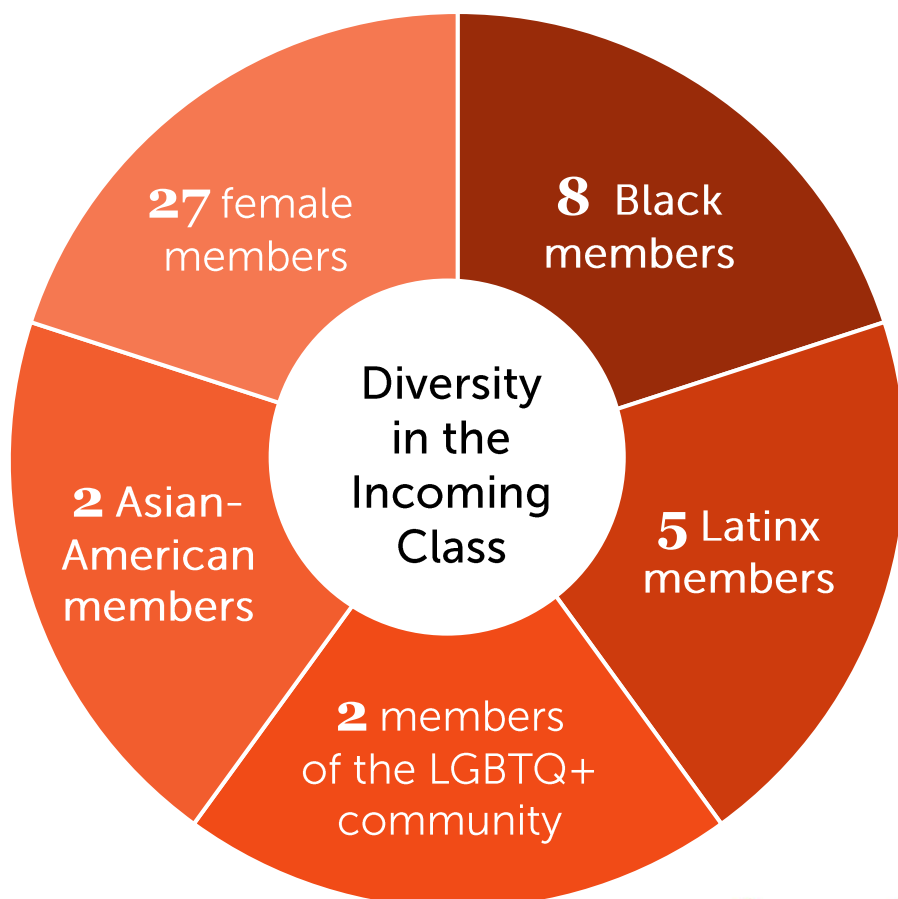 Diversity
in the
Incoming
Class
8 Black
members
5 Latinx
members
2 members
of the LGBTQ+
community
2 Asian-
American
members
27 female
members